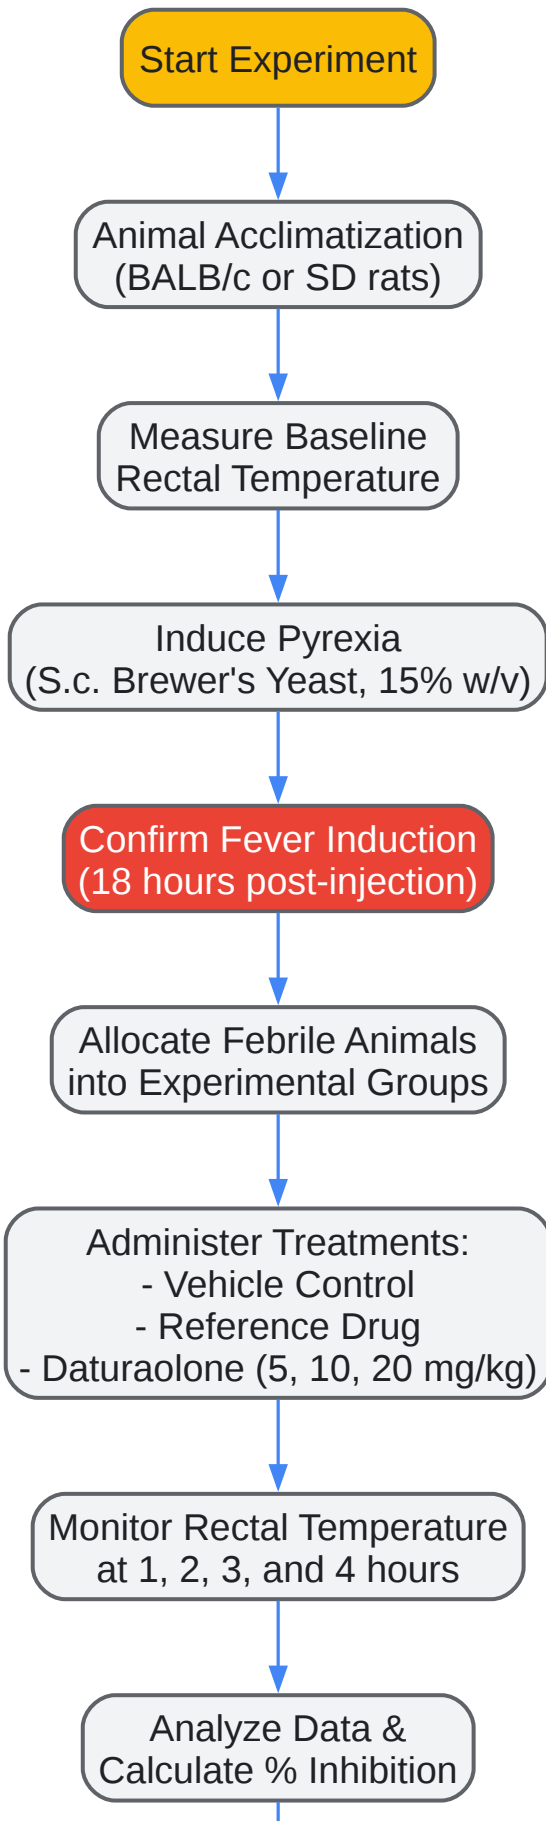 Start Experiment
Animal Acclimatization
(BALB/c or SD rats)
Measure Baseline
Rectal Temperature
Induce Pyrexia
(S.c. Brewer's Yeast, 15% w/v)
Confirm Fever Induction
(18 hours post-injection)
Allocate Febrile Animals
into Experimental Groups
Administer Treatments:
- Vehicle Control
- Reference Drug
- Daturaolone (5, 10, 20 mg/kg)
Monitor Rectal Temperature
at 1, 2, 3, and 4 hours
Analyze Data &
Calculate % Inhibition